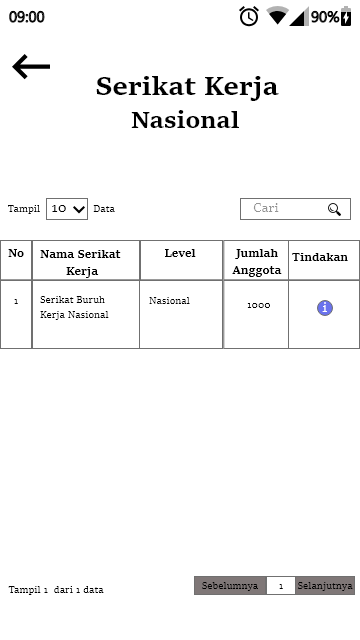 09:00 90%
Serikat Kerja
Nasional
Tampil 10 Data Cari
No Nama Serikat Kerja Level Jumlah Anggota Tindakan
1 Serikat Buruh Kerja Nasional Nasional 1000 i
Tampil 1 dari 1 data Sebelumnya 1 Selanjutnya